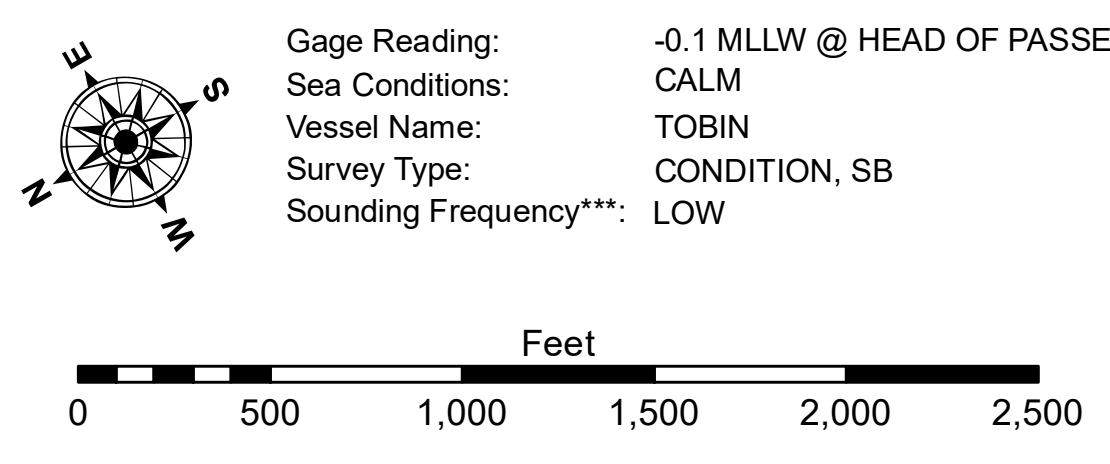 E
S
N
W
Gage Reading: -0.1 MLLW @ HEAD OF PASSE
Sea Conditions: CALM
Vessel Name: TOBIN
Survey Type: CONDITION, SB
Sounding Frequency***: LOW
Feet
0 500 1,000 1,500 2,000 2,500